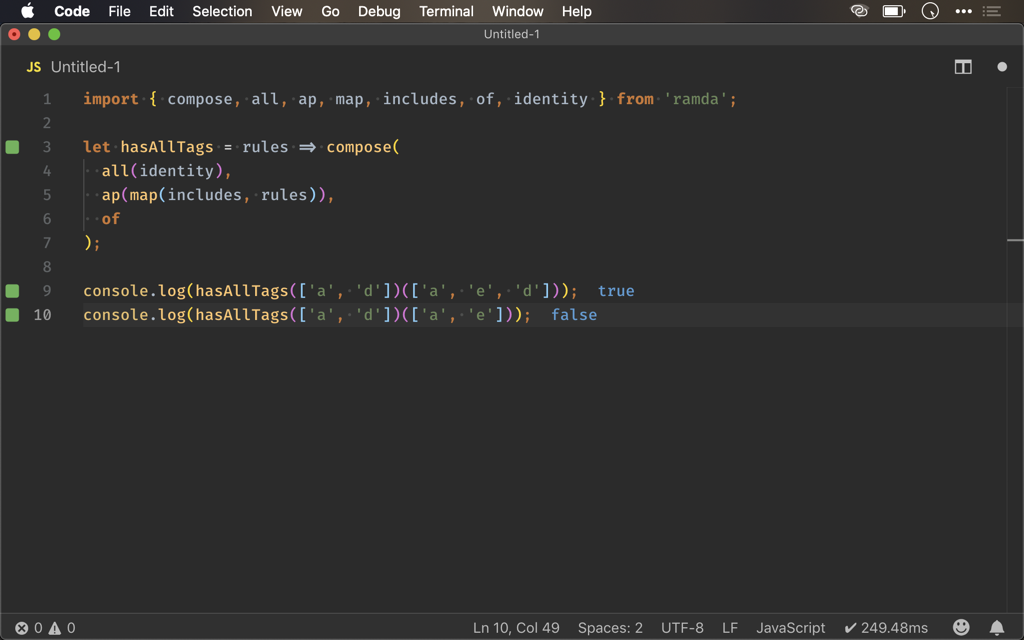 Code File Edit Selection View Go Debug Terminal Window Help
Untitled-1
JS Untitled-1
1 import { compose, all, ap, map, includes, of, identity } from 'ramda';
2
3 let hasAllTags = rules => compose(
4 all(identity),
5 ap(map(includes, rules)),
6 of
7 );
8
9 console.log(hasAllTags(['a', 'd'])(['a', 'e', 'd'])); true
10 console.log(hasAllTags(['a', 'd'])(['a', 'e'])); false
0 0 Ln 10, Col 49 Spaces: 2 UTF-8 LF JavaScript ✔ 249.48ms